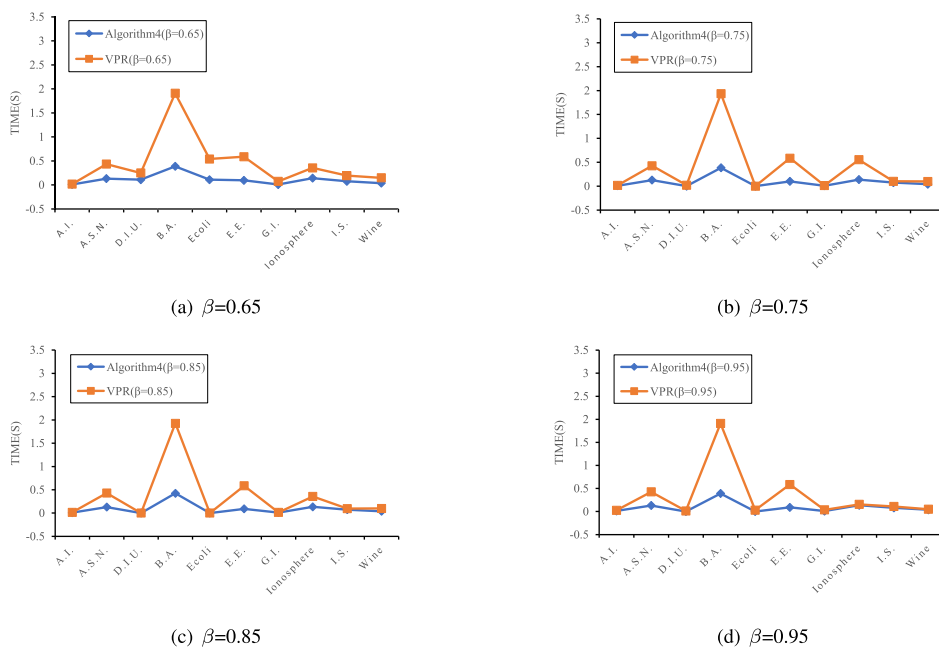 3.5
3
2.5
2
1.5
1
0.5
0
-0.5
TIME(S)
Algorithm4(β=0.65)
VPR(β=0.65)
A.I.
A.S.N.
D.I.U.
B.A.
Ecoli
E.E.
G.I.
Ionosphere
I.S.
Wine
(a) β=0.65
3.5
3
2.5
2
1.5
1
0.5
0
-0.5
TIME(S)
Algorithm4(β=0.75)
VPR(β=0.75)
A.I.
A.S.N.
D.I.U.
B.A.
Ecoli
E.E.
G.I.
Ionosphere
I.S.
Wine
(b) β=0.75
3.5
3
2.5
2
1.5
1
0.5
0
-0.5
TIME(S)
Algorithm4(β=0.85)
VPR(β=0.85)
A.I.
A.S.N.
D.I.U.
B.A.
Ecoli
E.E.
G.I.
Ionosphere
I.S.
Wine
(c) β=0.85
3.5
3
2.5
2
1.5
1
0.5
0
-0.5
TIME(S)
Algorithm4(β=0.95)
VPR(β=0.95)
A.I.
A.S.N.
D.I.U.
B.A.
Ecoli
E.E.
G.I.
Ionosphere
I.S.
Wine
(d) β=0.95